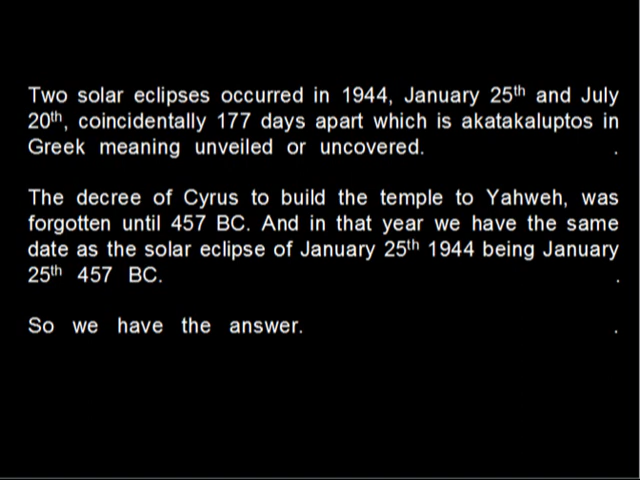 Two solar eclipses occurred in 1944, January 25th and July
20th, coincidentally 177 days apart which is akatakaluptos in
Greek meaning unveiled or uncovered. .
The decree of Cyrus to build the temple to Yahweh, was
forgotten until 457 BC. And in that year we have the same
date as the solar eclipse of January 25th 1944 being January
25th 457 BC. .
So we have the answer. .